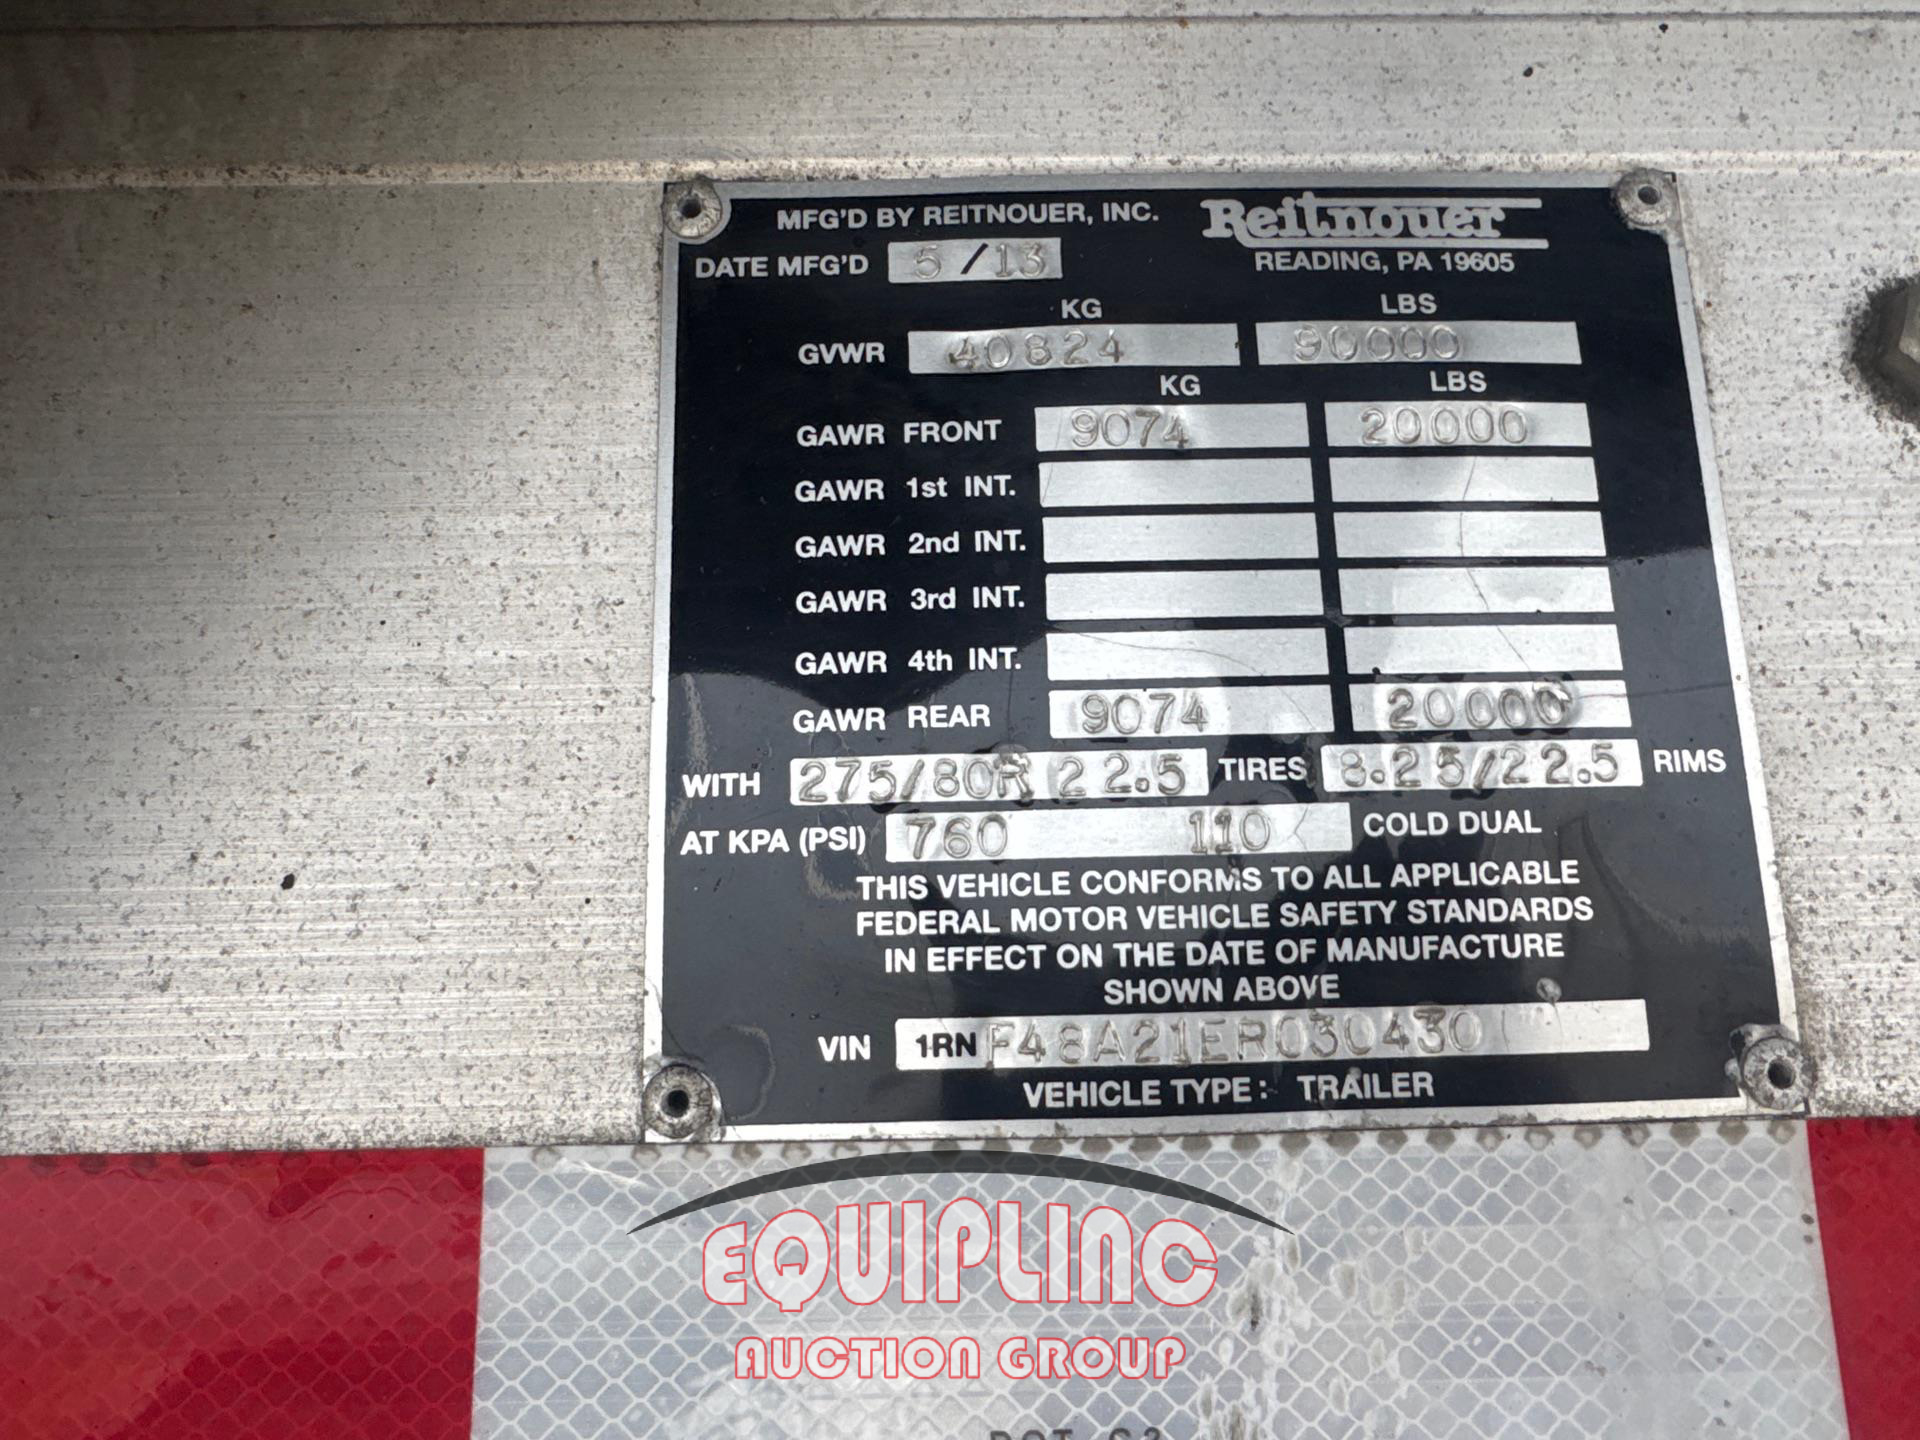 MFG'D BY REITNOUER, INC. Reitnouer
DATE MFG'D 5/13 READING, PA 19605
KG LBS
GVWR 40824 90000
KG LBS
GAWR FRONT 9074 20000
GAWR 1st INT.
GAWR 2nd INT.
GAWR 3rd INT.
GAWR 4th INT.
GAWR REAR 9074 20000
WITH 275/80R 22.5 TIRES 8.25/22.5 RIMS
AT KPA (PSI) 760 110 COLD DUAL
THIS VEHICLE CONFORMS TO ALL APPLICABLE
FEDERAL MOTOR VEHICLE SAFETY STANDARDS
IN EFFECT ON THE DATE OF MANUFACTURE
SHOWN ABOVE
VIN 1RNF48A21ER030430
VEHICLE TYPE: TRAILER
EQUIPLINC
AUCTION GROUP
DOT C2